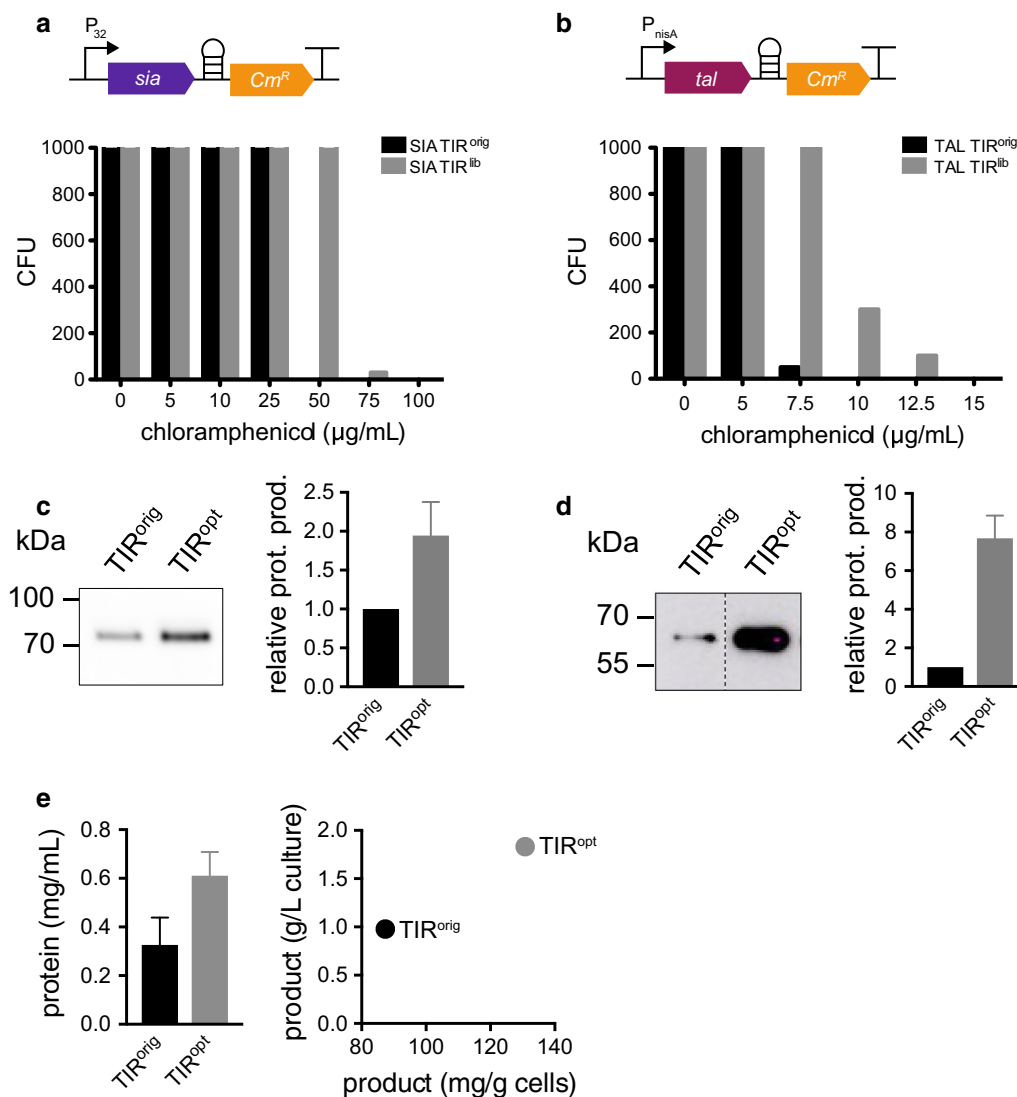 a
P32
sia
CmR
SIA TIRorig
SIA TIRlib
CFU
1000
800
600
400
200
0
0 5 10 25 50 75 100
chloramphenicol (µg/mL)
b
PnisA
tal
CmR
TAL TIRorig
TAL TIRlib
CFU
1000
800
600
400
200
0
0 5 7.5 10 12.5 15
chloramphenicol (µg/mL)
c
kDa
TIRorig
TIRopt
100
70
relative prot. prod.
2.5
2.0
1.5
1.0
0.5
0.0
TIRorig
TIRopt
d
kDa
TIRorig
TIRopt
70
55
relative prot. prod.
10
8
6
4
2
0
TIRorig
TIRopt
e
protein (mg/mL)
0.8
0.6
0.4
0.2
0.0
TIRorig
TIRopt
product (g/L culture)
2.0
1.5
1.0
0.5
0.0
TIRopt
TIRorig
80 100 120 140
product (mg/g cells)